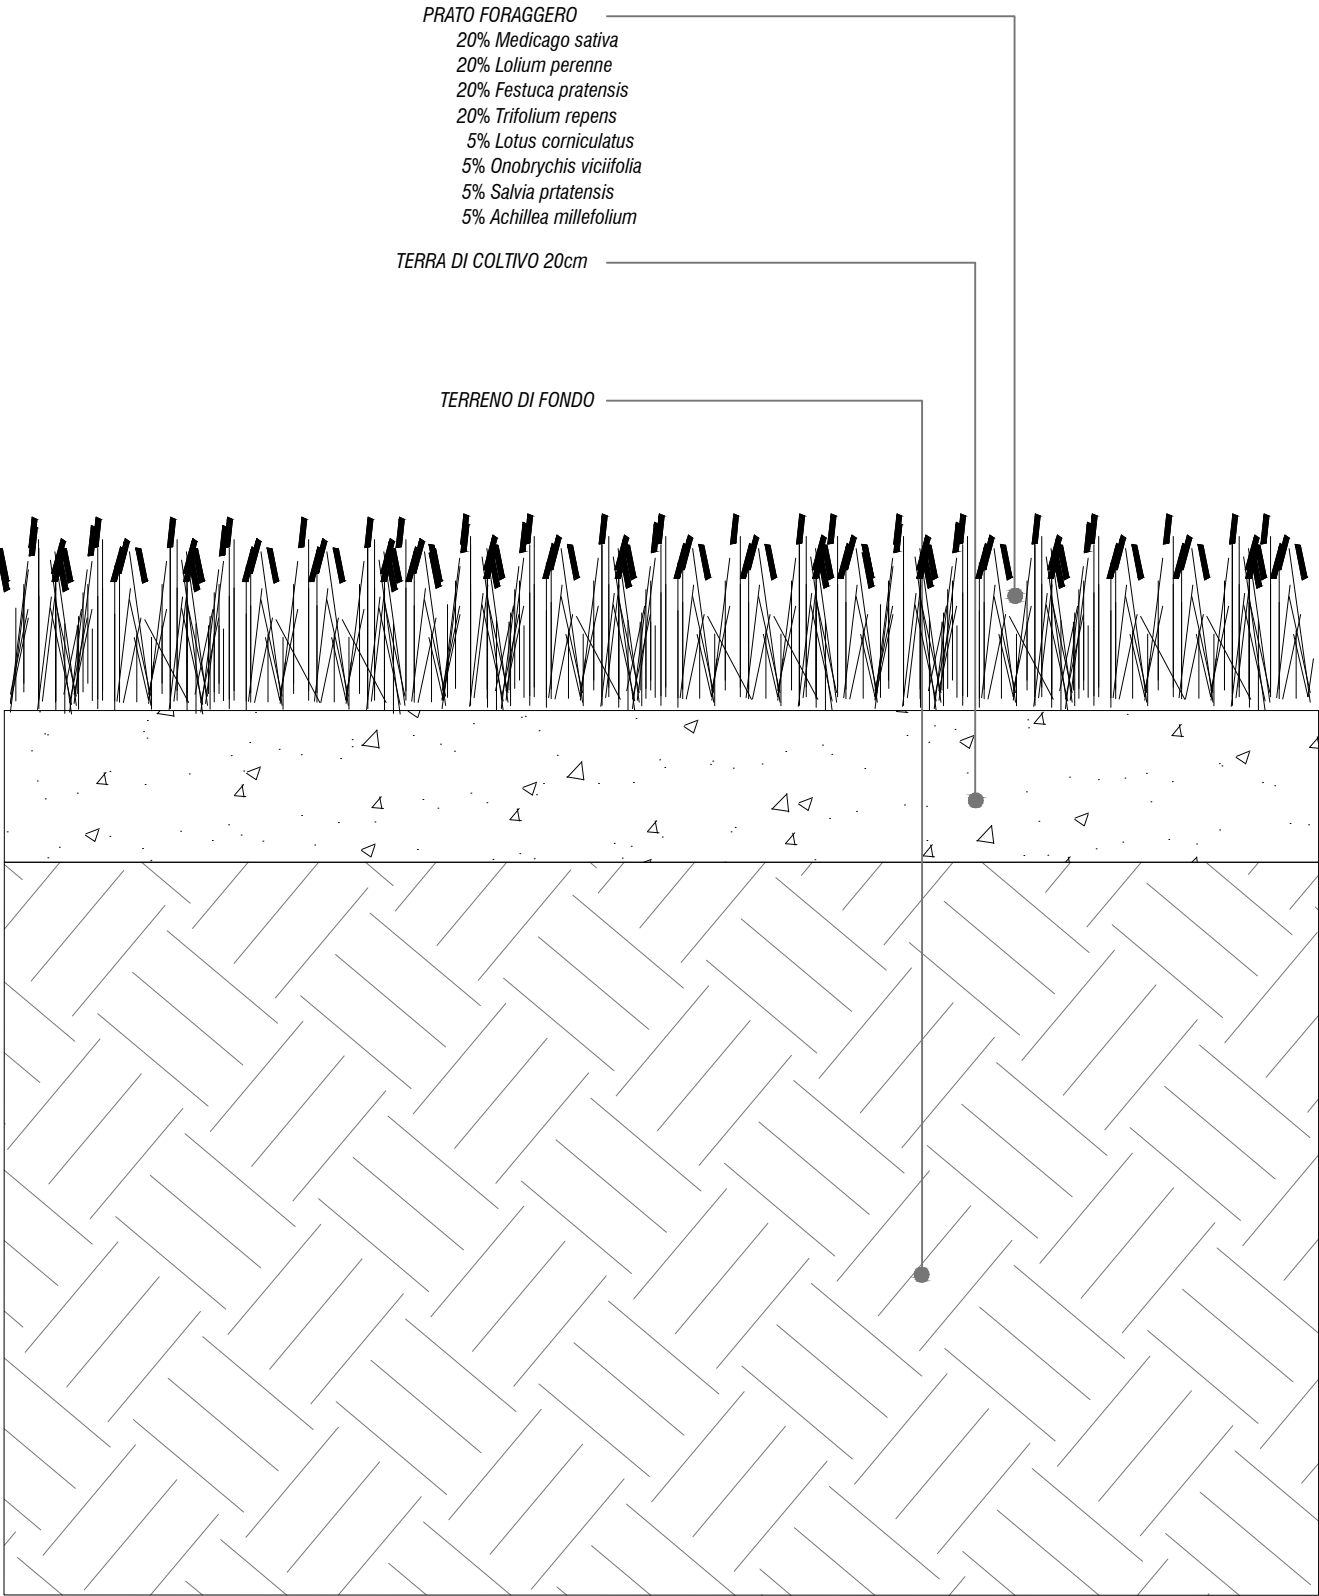 PRATO FORAGGERO
20% Medicago sativa
20% Lolium perenne
20% Festuca pratensis
20% Trifolium repens
5% Lotus corniculatus
5% Onobrychis viciifolia
5% Salvia prtatensis
5% Achillea millefolium
TERRA DI COLTIVO 20cm
TERRENO DI FONDO